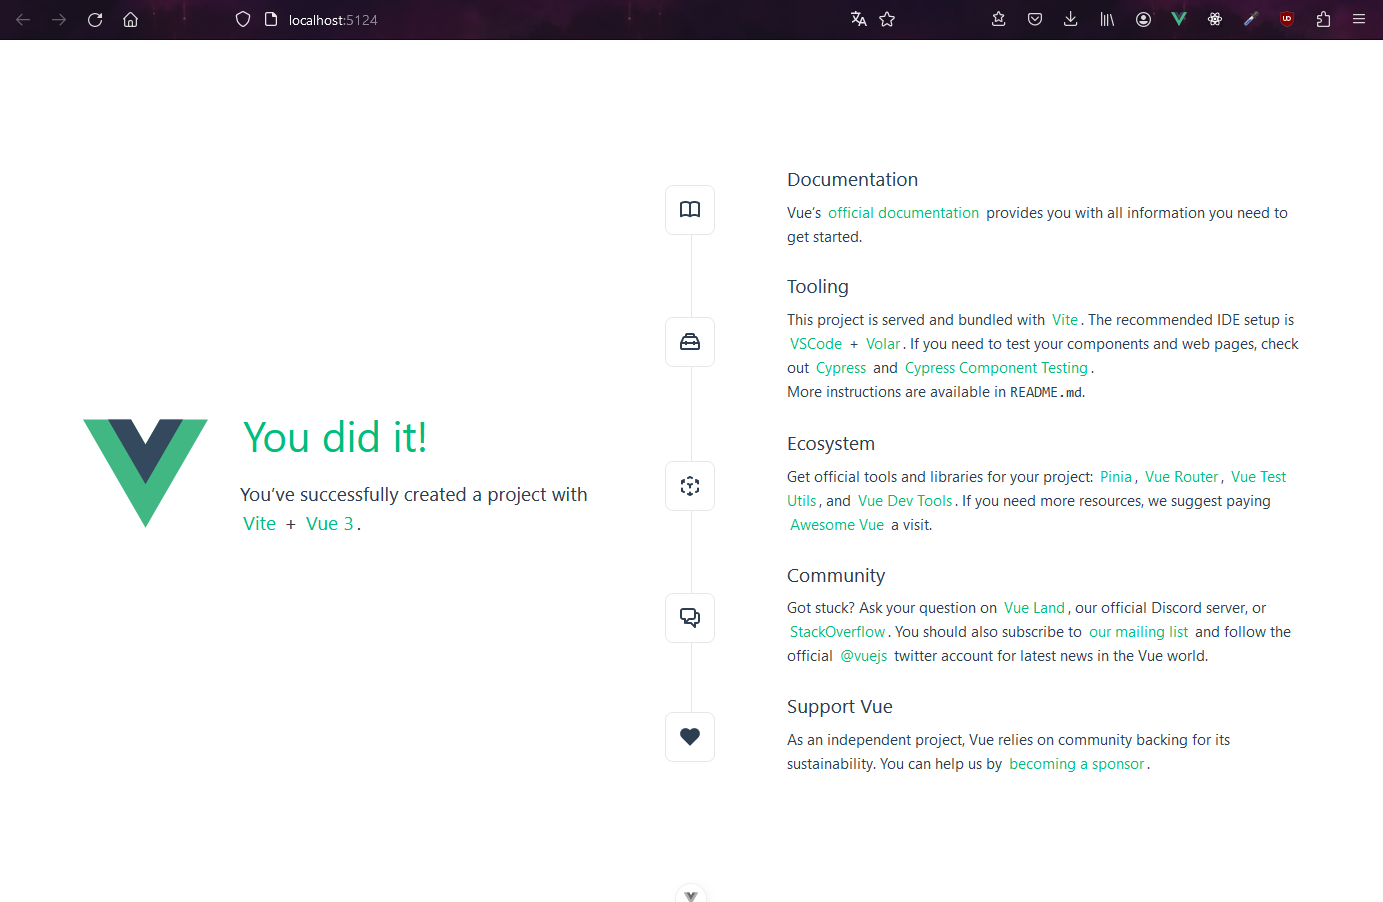 localhost:5124
You did it!
You’ve successfully created a project with
Vite + Vue 3.
Documentation
Vue’s official documentation provides you with all information you need to
get started.
Tooling
This project is served and bundled with Vite. The recommended IDE setup is
VSCode + Volar. If you need to test your components and web pages, check
out Cypress and Cypress Component Testing.
More instructions are available in README.md.
Ecosystem
Get official tools and libraries for your project: Pinia, Vue Router, Vue Test
Utils, and Vue Dev Tools. If you need more resources, we suggest paying
Awesome Vue a visit.
Community
Got stuck? Ask your question on Vue Land, our official Discord server, or
StackOverflow. You should also subscribe to our mailing list and follow the
official @vuejs twitter account for latest news in the Vue world.
Support Vue
As an independent project, Vue relies on community backing for its
sustainability. You can help us by becoming a sponsor.